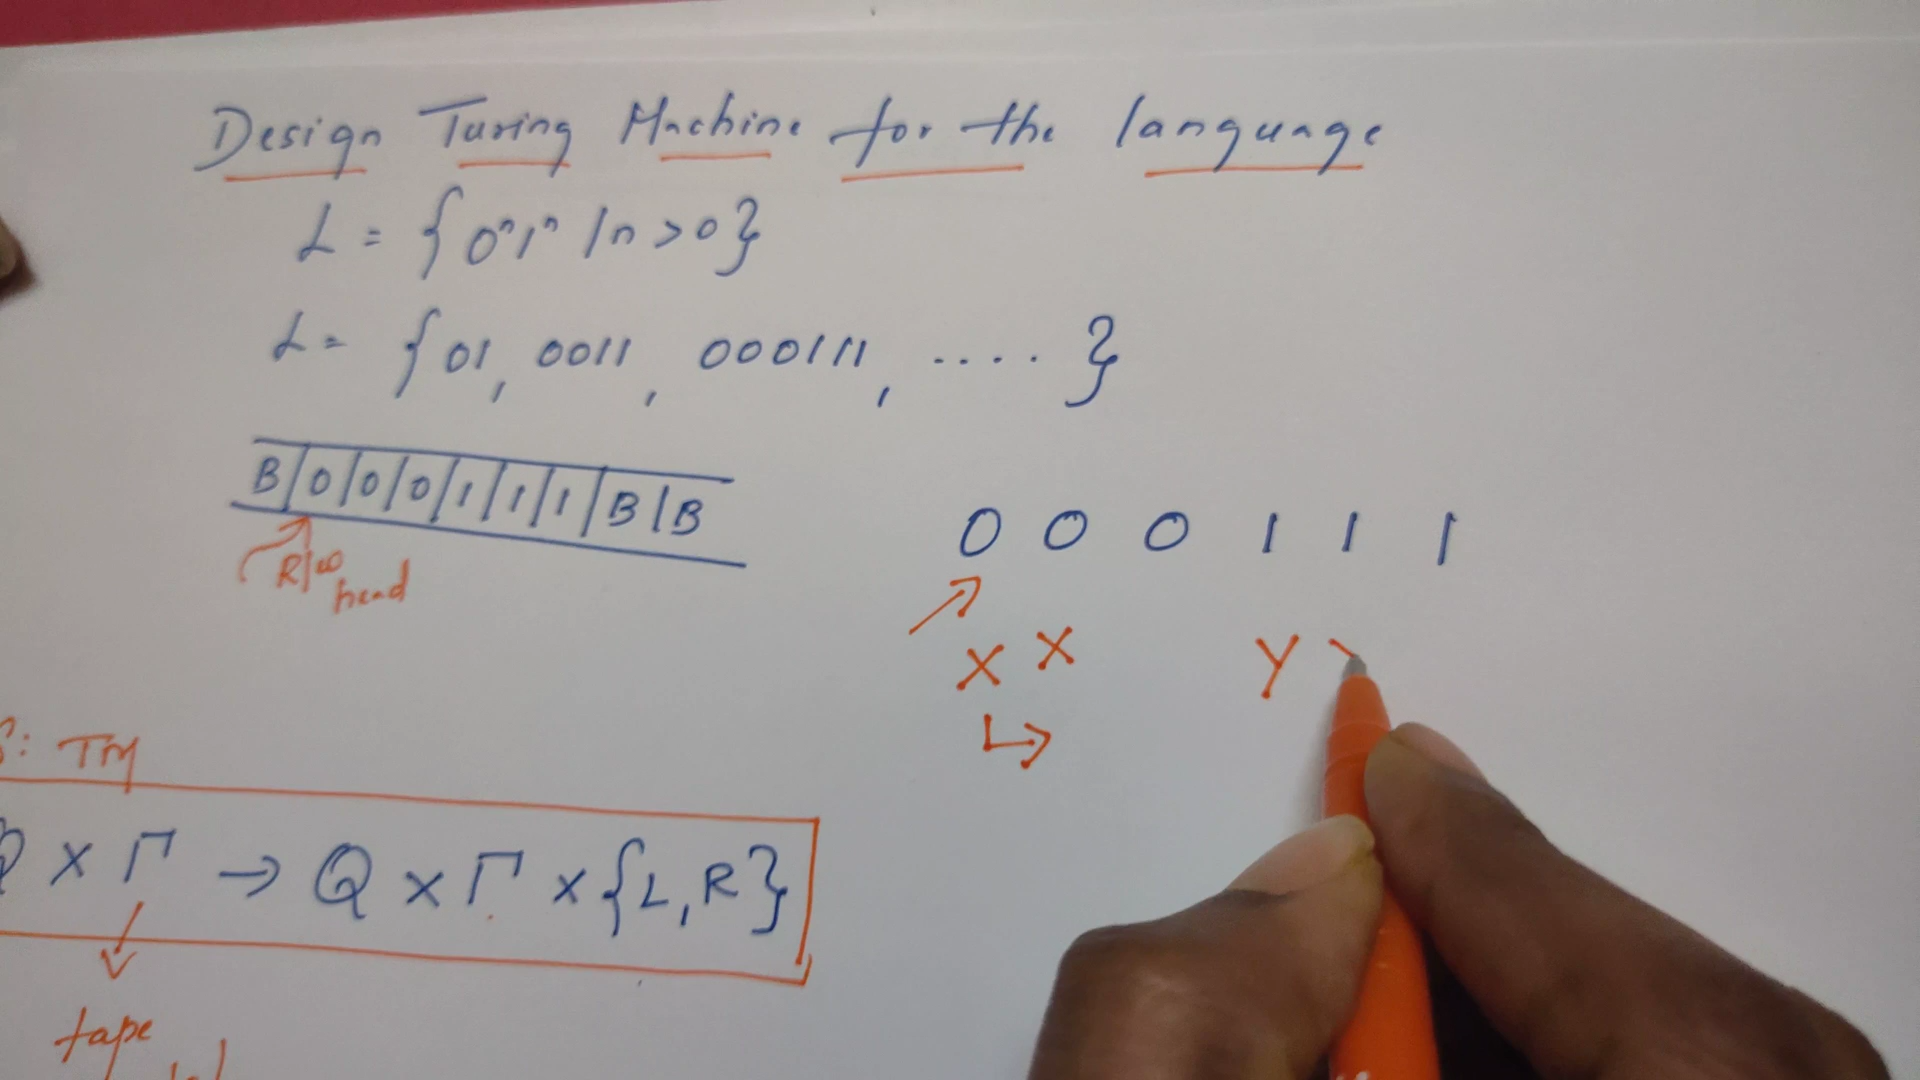 Design Turing Machine for the language
L = {0ⁿ1ⁿ | n > 0}
L = {01, 0011, 000111, ....}
B|0|0|0|1|1|1|B|B
R/w head
0 0 0 1 1 1
X X Y
: TM
Q × Γ → Q × Γ × {L, R}
tape